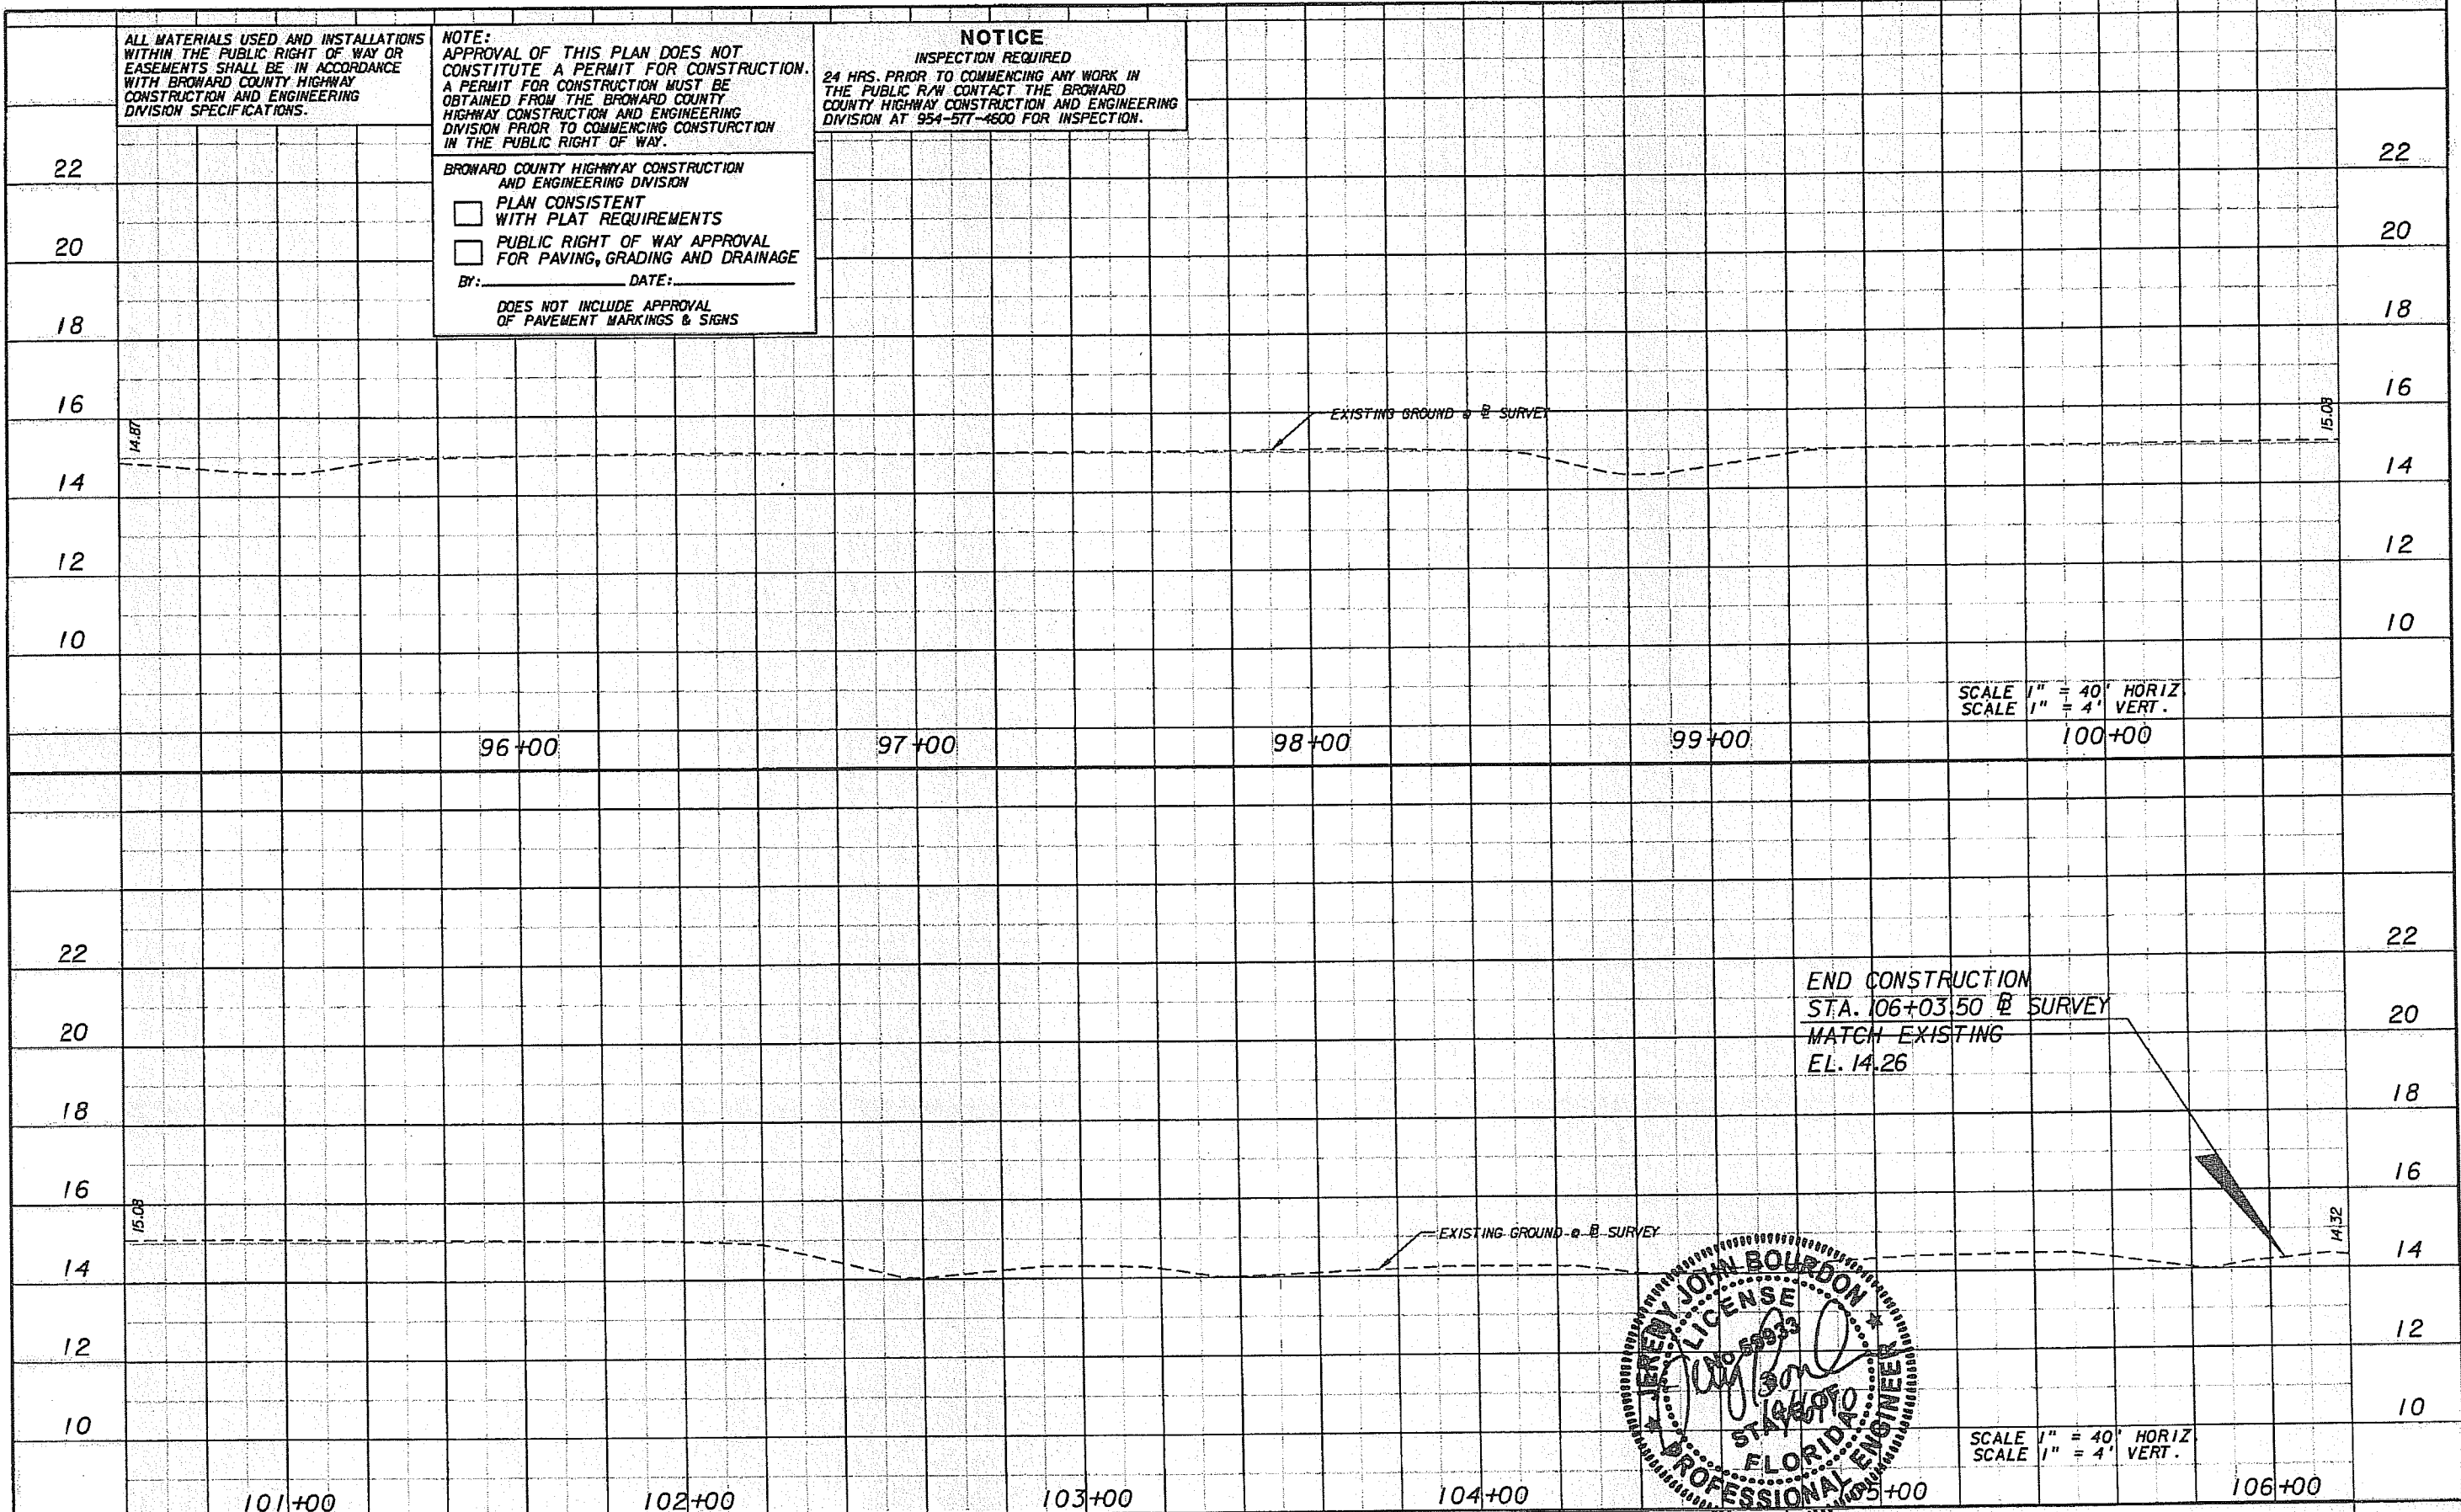 ALL MATERIALS USED AND INSTALLATIONS
WITHIN THE PUBLIC RIGHT OF WAY OR
EASEMENTS SHALL BE IN ACCORDANCE
WITH BROWARD COUNTY HIGHWAY
CONSTRUCTION AND ENGINEERING
DIVISION SPECIFICATIONS.
NOTE:
APPROVAL OF THIS PLAN DOES NOT
CONSTITUTE A PERMIT FOR CONSTRUCTION.
A PERMIT FOR CONSTRUCTION MUST BE
OBTAINED FROM THE BROWARD COUNTY
HIGHWAY CONSTRUCTION AND ENGINEERING
DIVISION PRIOR TO COMMENCING CONSTURCTION
IN THE PUBLIC RIGHT OF WAY.
BROWARD COUNTY HIGHWYAY CONSTRUCTION
AND ENGINEERING DIVISION
PLAN CONSISTENT
WITH PLAT REQUIREMENTS
PUBLIC RIGHT OF WAY APPROVAL
FOR PAVING, GRADING AND DRAINAGE
BY: DATE:
DOES NOT INCLUDE APPROVAL
OF PAVEMENT MARKINGS & SIGNS
NOTICE
INSPECTION REQUIRED
24 HRS. PRIOR TO COMMENCING ANY WORK IN
THE PUBLIC R/W CONTACT THE BROWARD
COUNTY HIGHWAY CONSTRUCTION AND ENGINEERING
DIVISION AT 954-577-4600 FOR INSPECTION.
22 22
20 20
18 18
16 16
14.87
EXISTING GROUND @ SURVEY
15.08
14 14
12 12
10 10
SCALE 1" = 40' HORIZ
SCALE 1" = 4' VERT.
96+00 97+00 98+00 99+00 100+00
22 22
END CONSTRUCTION
STA. 106+03.50 SURVEY
MATCH EXISTING
EL. 14.26
20 20
18 18
16 16
15.08
EXISTING GROUND @ SURVEY
14.32
14 14
12 12
10 10
JEREMY JOHN BOURDON
LICENSE
No 59933
STATE OF
FLORIDA
PROFESSIONAL ENGINEER
SCALE 1" = 40' HORIZ
SCALE 1" = 4' VERT.
101+00 102+00 103+00 104+00 5+00 106+00